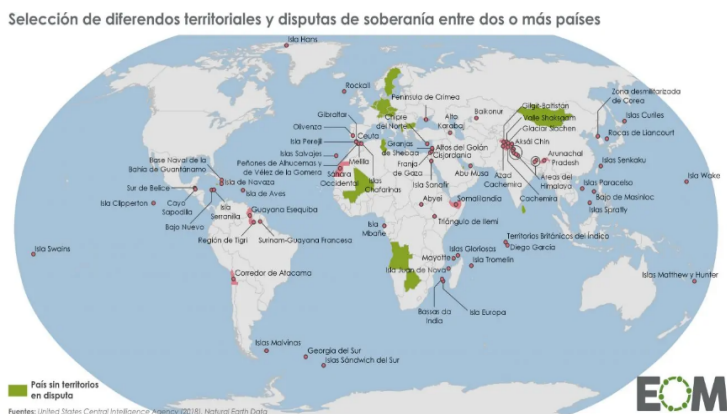 Selección de diferendos territoriales y disputas de soberanía entre dos o más países
Isla Hans
Rockall
Península de Crimea
Zona desmilitarizada
de Corea
Gibraltar
Chipre
del Norte
Alto
Karabaj
Baikonur
Gilgit-Baltistán
Valle Shaksgam
Glaciar Siachen
Islas Curiles
Olivenza
Ceuta
Granjas
de Shebaa
Altos del Golán
Cisjordania
Aksái Chin
Rocas de Liancourt
Isla Perejil
Islas Salvajes
Melilla
Franja
de Gaza
Abu Musa
Azad
Cachemira
Arunachal
Pradesh
Islas Senkaku
Base Naval de la
Bahía de Guantánamo
Peñones de Alhucemas y
de Vélez de la Gomera
Sáhara
Occidental
Islas
Chafarinas
Isla Sanafir
Cachemira
Áreas del
Himalaya
Islas Paracelso
Isla Wake
Sur de Belice
Isla de Navaza
Isla de Aves
Abyei
Somalilandia
Bajo de Masinloc
Isla Clipperton
Cayo
Sapodilla
Isla
Serranilla
Guayana Esequiba
Islas Spratly
Bajo Nuevo
Isla
Mbañe
Triángulo de Ilemi
Región de Tigri
Surinam-Guayana Francesa
Territorios Británicos del Índico
Diego García
Isla Swains
Mayotte
Islas Gloriosas
Isla Tromelin
Corredor de Atacama
Isla Juan de Nova
Islas Matthew y Hunter
Bassas da
India
Isla Europa
Islas Malvinas
Georgia del Sur
Islas Sándwich del Sur
País sin territorios
en disputa
EOM
Fuentes: United States Central Intelligence Agency (2018), Natural Earth Data